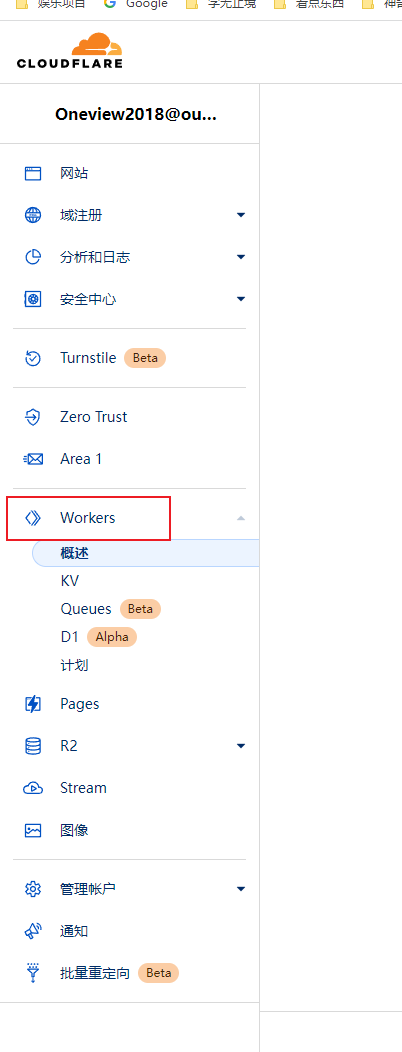 娱乐项目 Google 学无止境 看点东西 神奇
CLOUDFLARE
Oneview2018@ou...
网站
域注册
分析和日志
安全中心
Turnstile Beta
Zero Trust
Area 1
Workers
概述
KV
Queues Beta
D1 Alpha
计划
Pages
R2
Stream
图像
管理帐户
通知
批量重定向 Beta